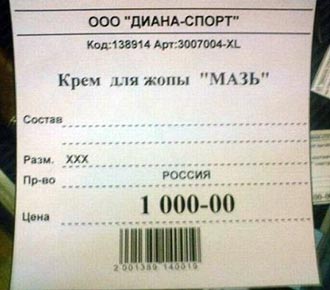 ООО "ДИАНА-СПОРТ"
Код:138914 Арт:3007004-XL
Крем для жопы "МАЗЬ"
Состав
Разм. XXX
Пр-во РОССИЯ
Цена 1 000-00
2 001389 140019